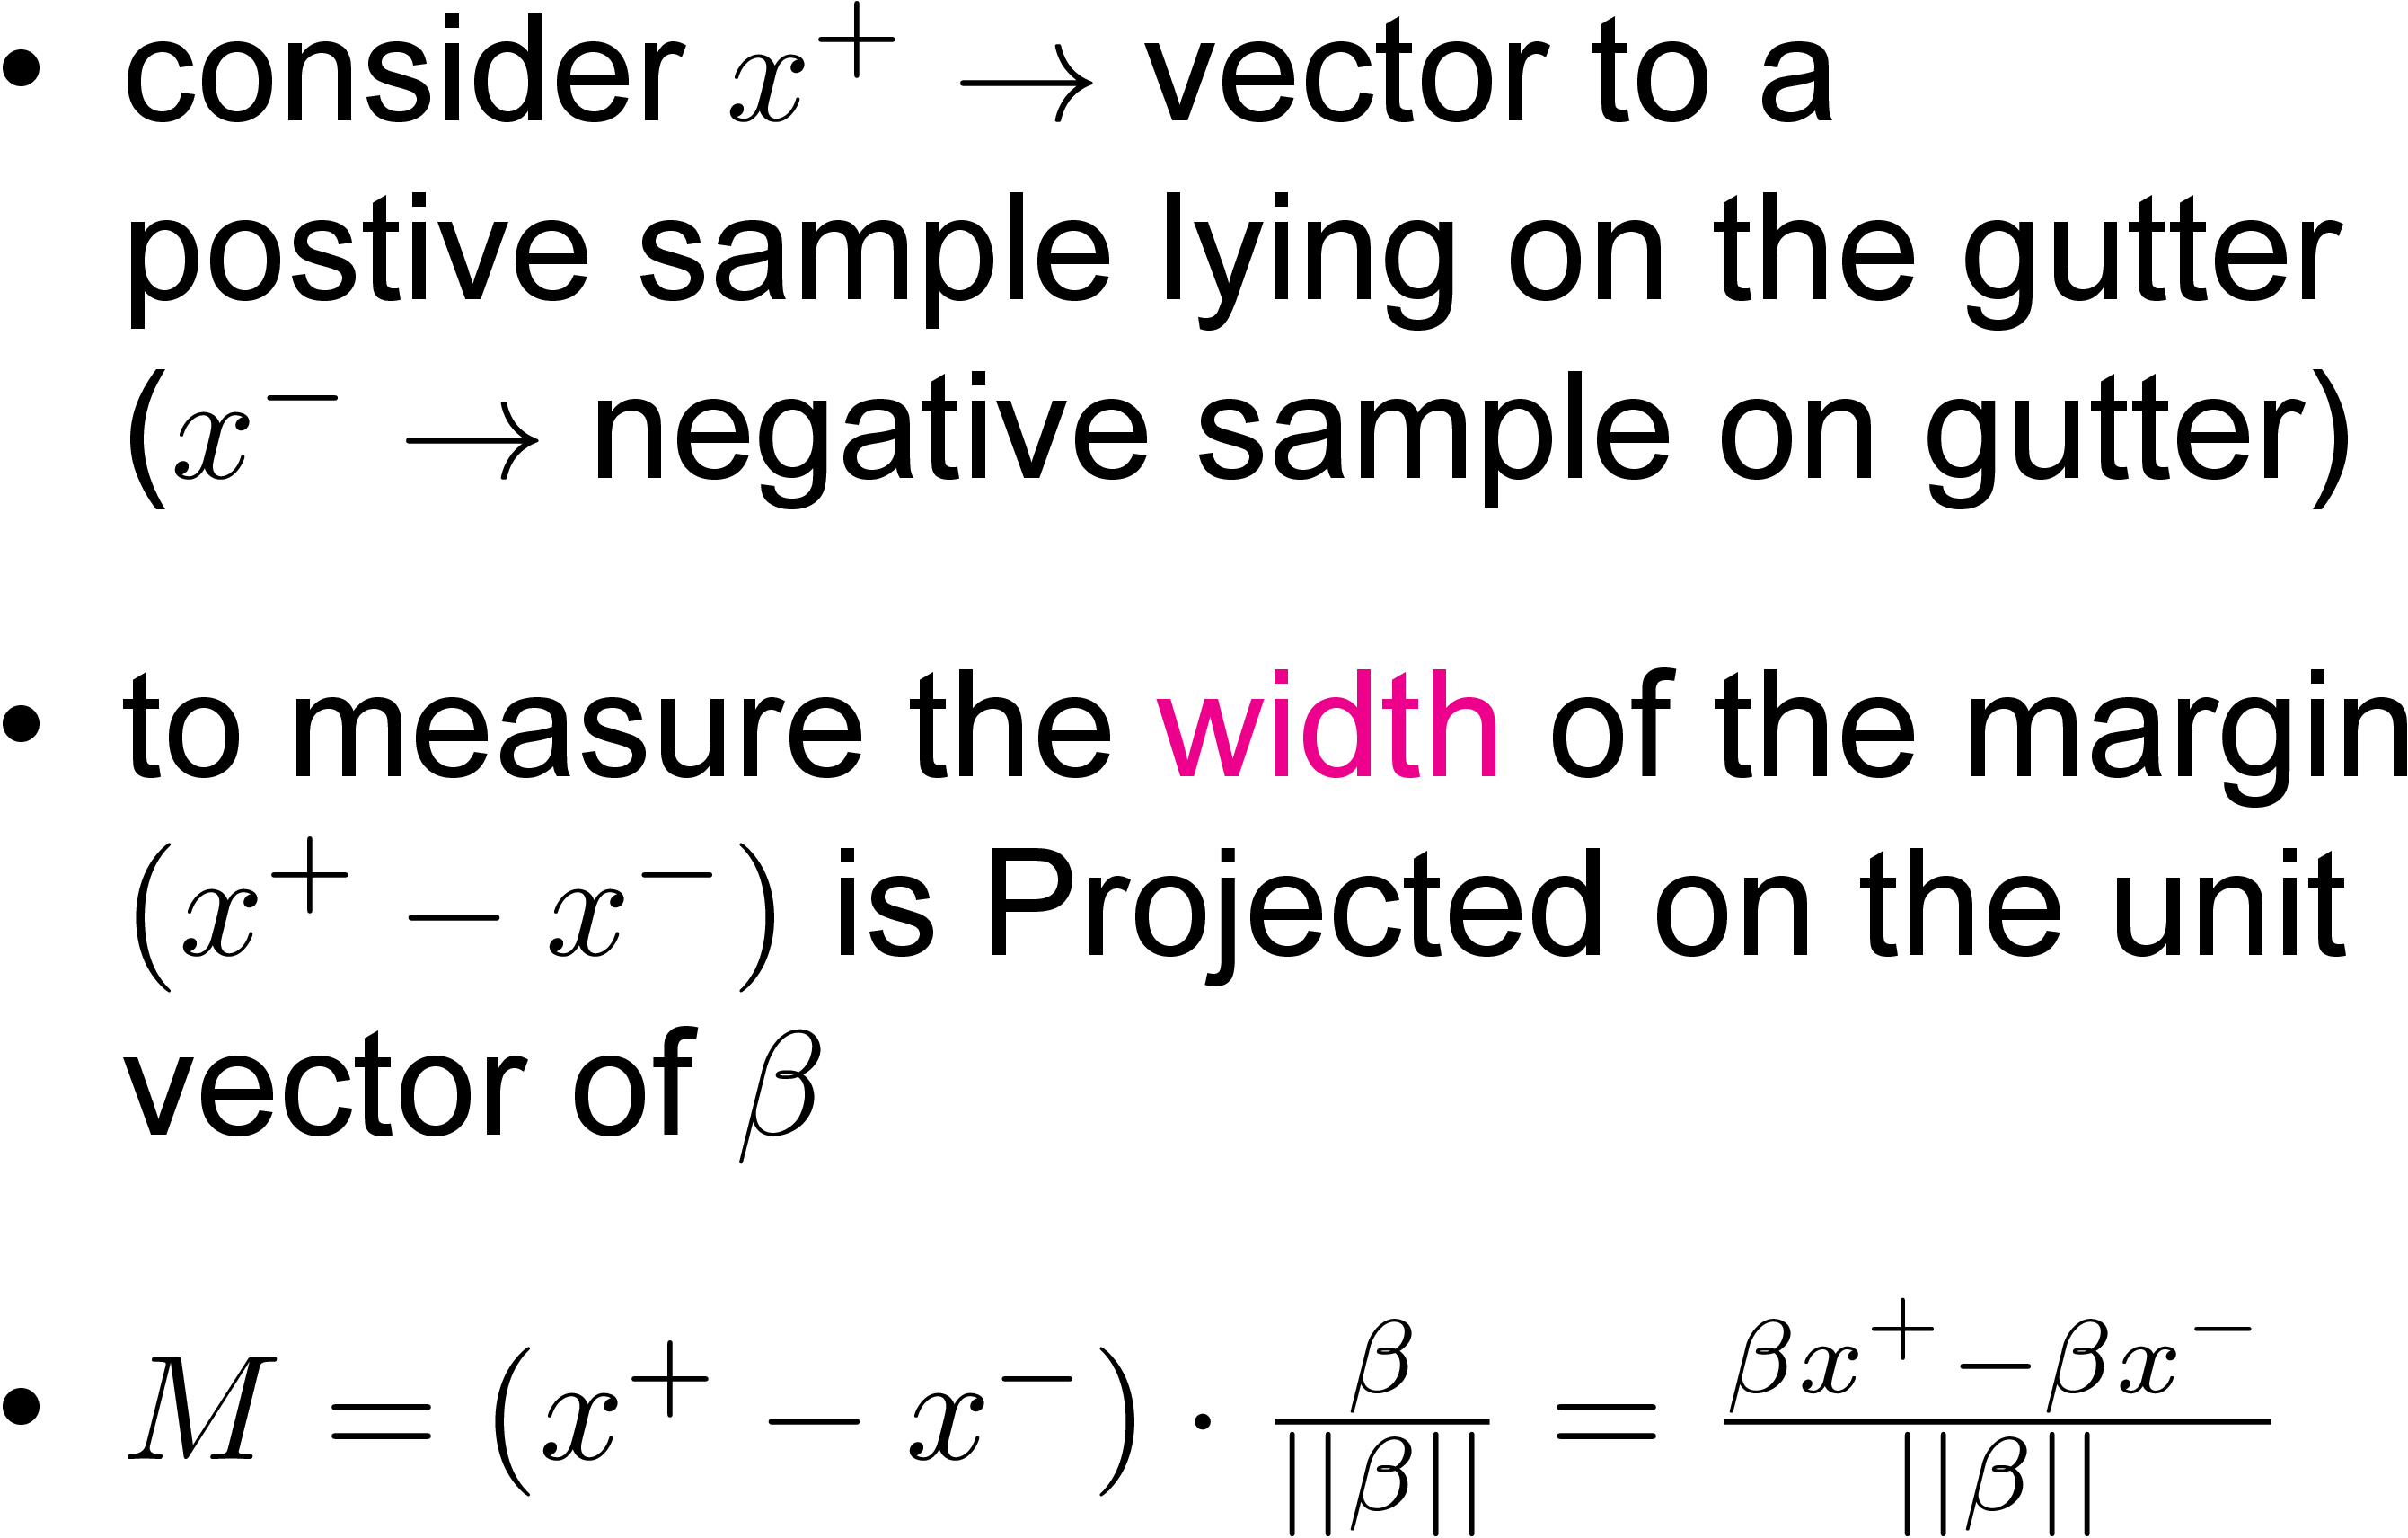 • consider x⁺ → vector to a
postive sample lying on the gutter
(x⁻ → negative sample on gutter)
• to measure the width of the margin
(x⁺ − x⁻) is Projected on the unit
vector of β
• M = (x⁺ − x⁻) · β/||β|| = βx⁺−βx⁻/||β||